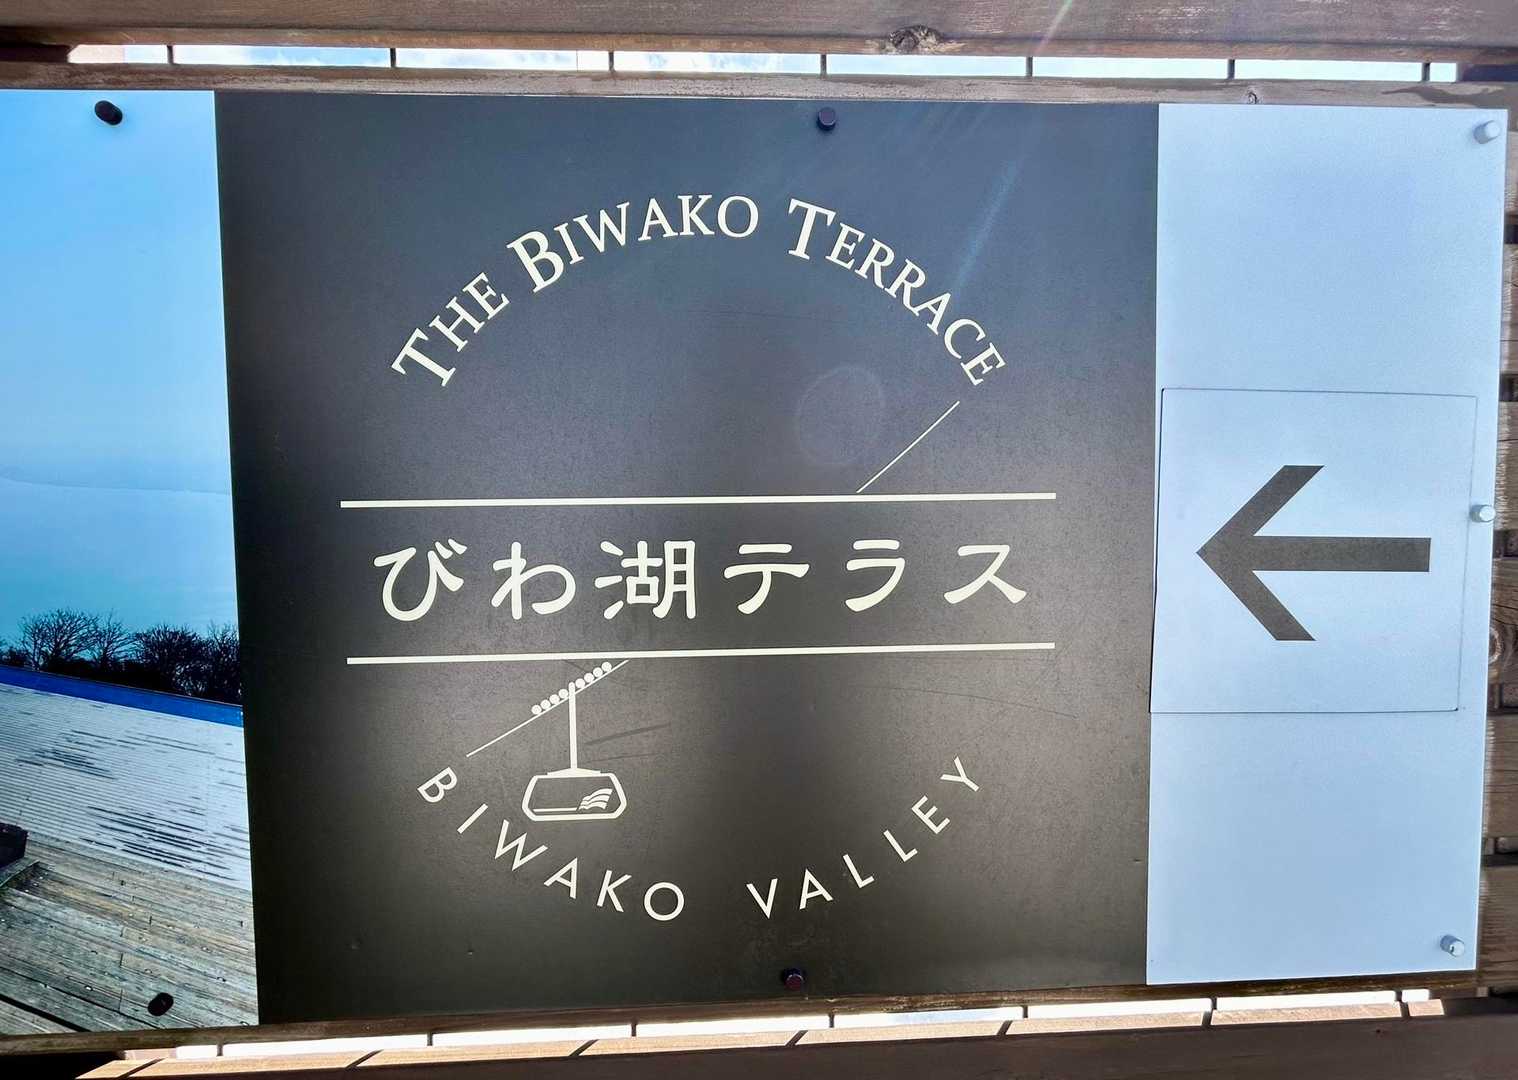 THE BIWAKO TERRACE
びわ湖テラス
BIWAKO VALLEY